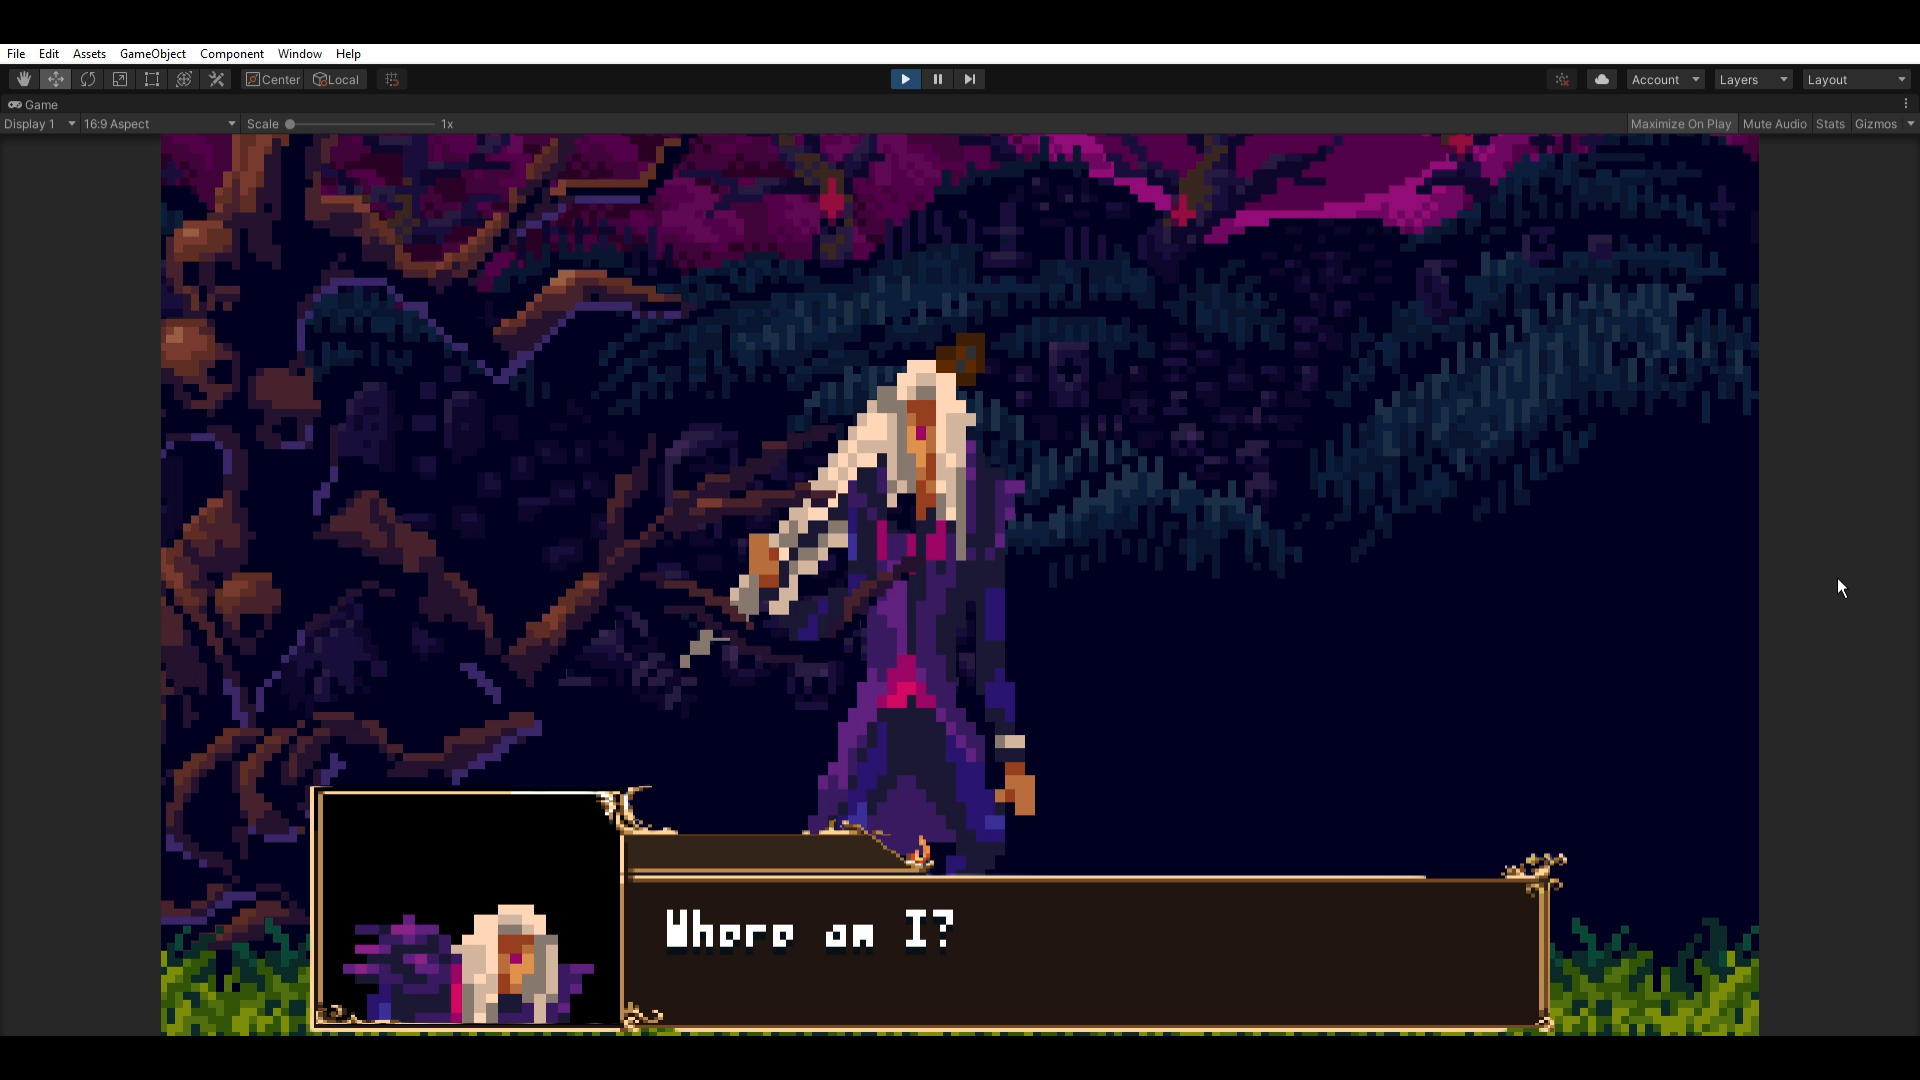 File Edit Assets GameObject Component Window Help
Center Local Account Layers Layout
Game
Display 1 16:9 Aspect Scale 1x Maximize On Play Mute Audio Stats Gizmos
Where am I?